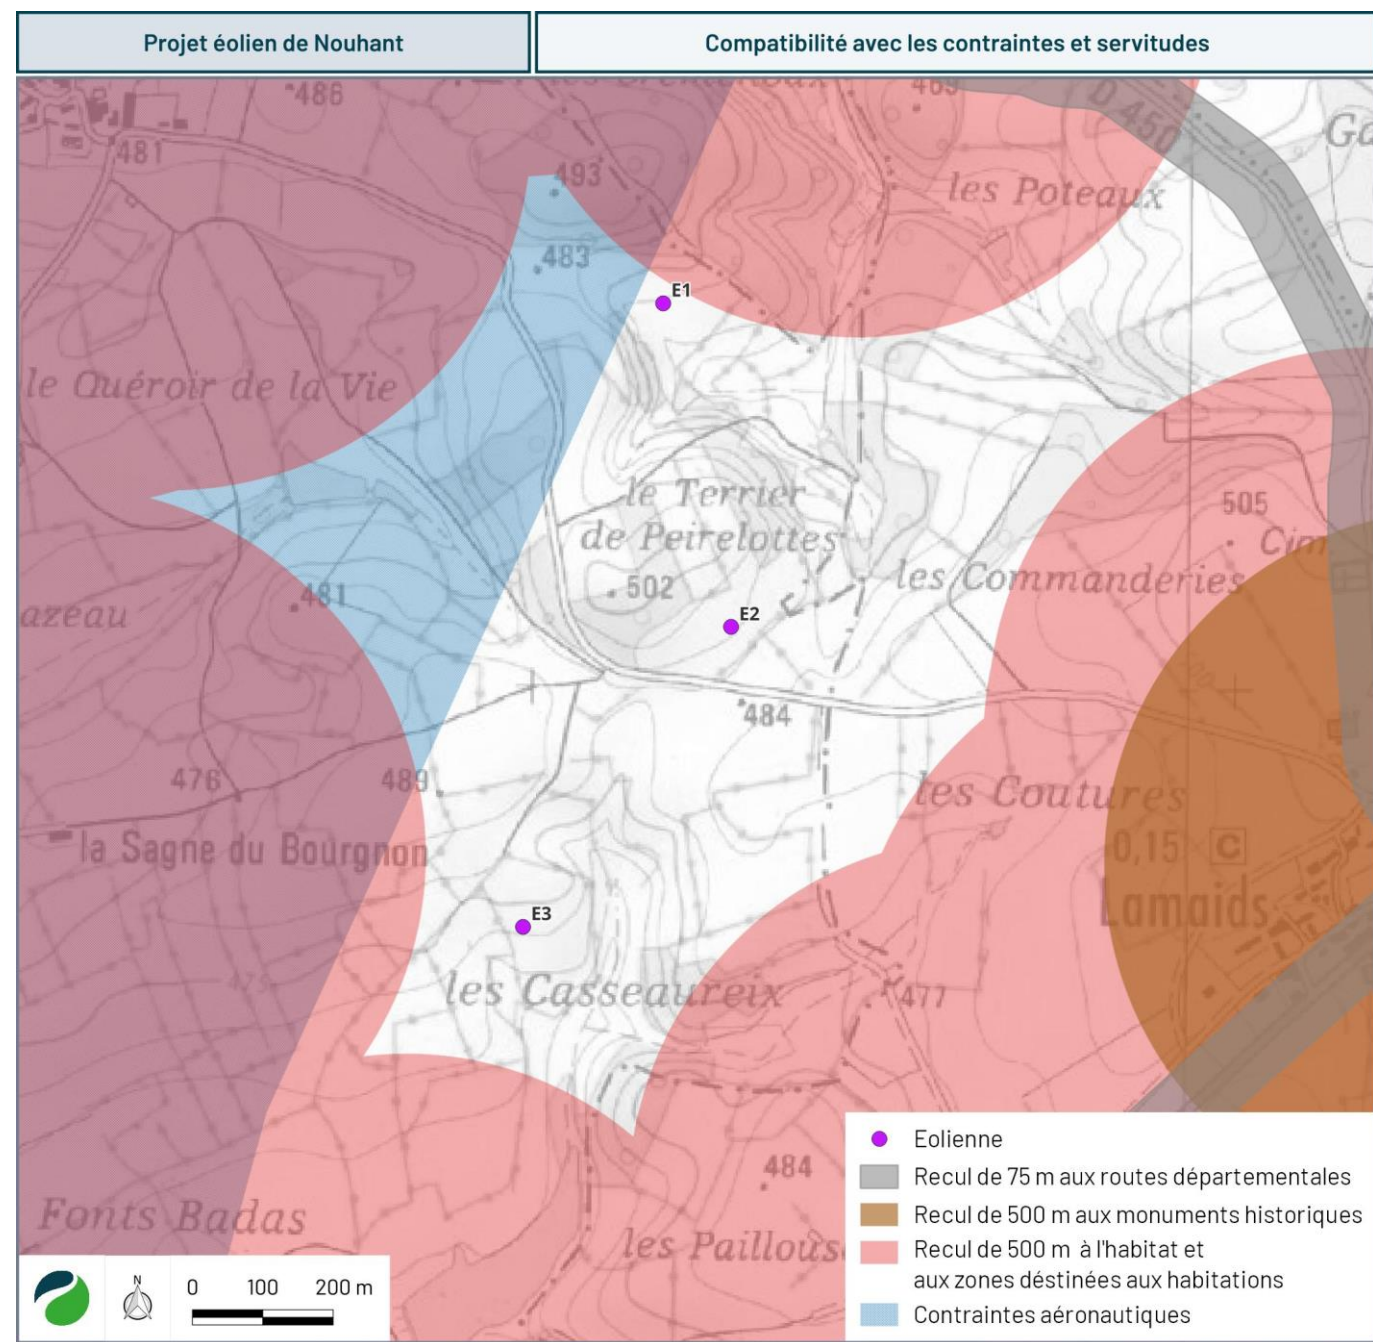 Projet éolien de Nouhant
Compatibilité avec les contraintes et servitudes
486
469
D 450
481
493
les Poteaux
483
E1
le Quéroir de la Vie
le Terrier
de Peirelottes
505
502
les Commanderies
481
azeau
E2
484
476
489
les Coutures
la Sagne du Bourgnon
0,15 C
Lamaids
E3
475
les Casseaureix
477
484
Fonts Badas
les Paillous
N
0 100 200 m
Eolienne
Recul de 75 m aux routes départementales
Recul de 500 m aux monuments historiques
Recul de 500 m à l'habitat et
aux zones déstinées aux habitations
Contraintes aéronautiques